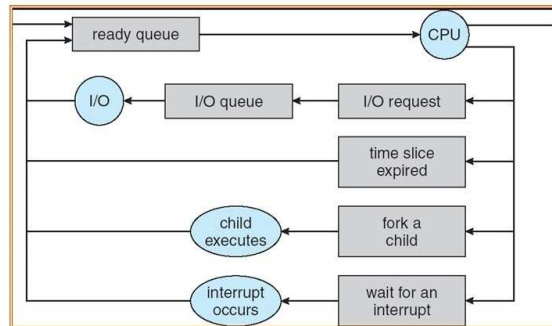 ready queue
CPU
I/O
I/O queue
I/O request
time slice
expired
child
executes
fork a
child
interrupt
occurs
wait for an
interrupt